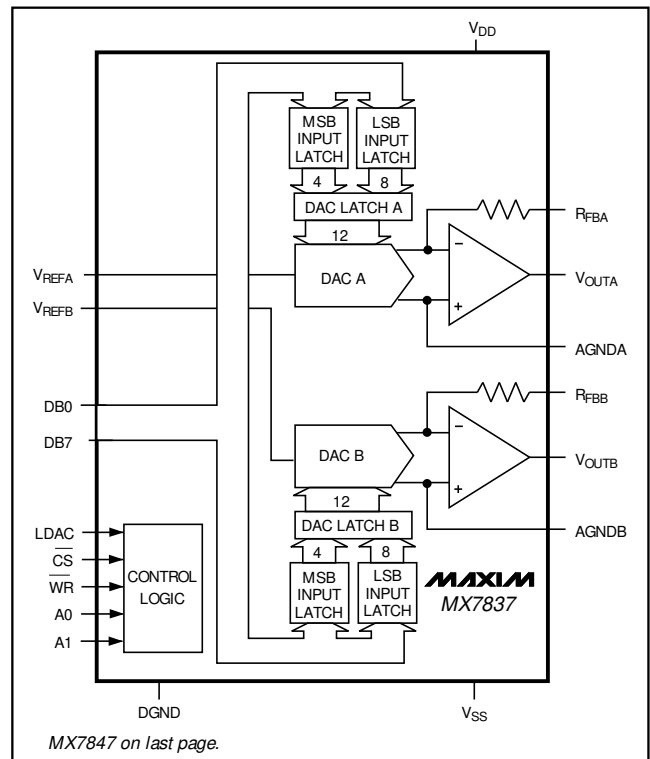 VDD
MSB
INPUT
LATCH
LSB
INPUT
LATCH
4
8
DAC LATCH A
12
DAC A
VREFA
VREFB
RFBA
−
+
VOUTA
AGNDA
DB0
DB7
RFBB
−
+
VOUTB
AGNDB
DAC B
12
DAC LATCH B
4
8
MSB
INPUT
LATCH
LSB
INPUT
LATCH
MAXIM
MX7837
LDAC
C̅S̅
W̅R̅
A0
A1
CONTROL
LOGIC
DGND
VSS
MX7847 on last page.